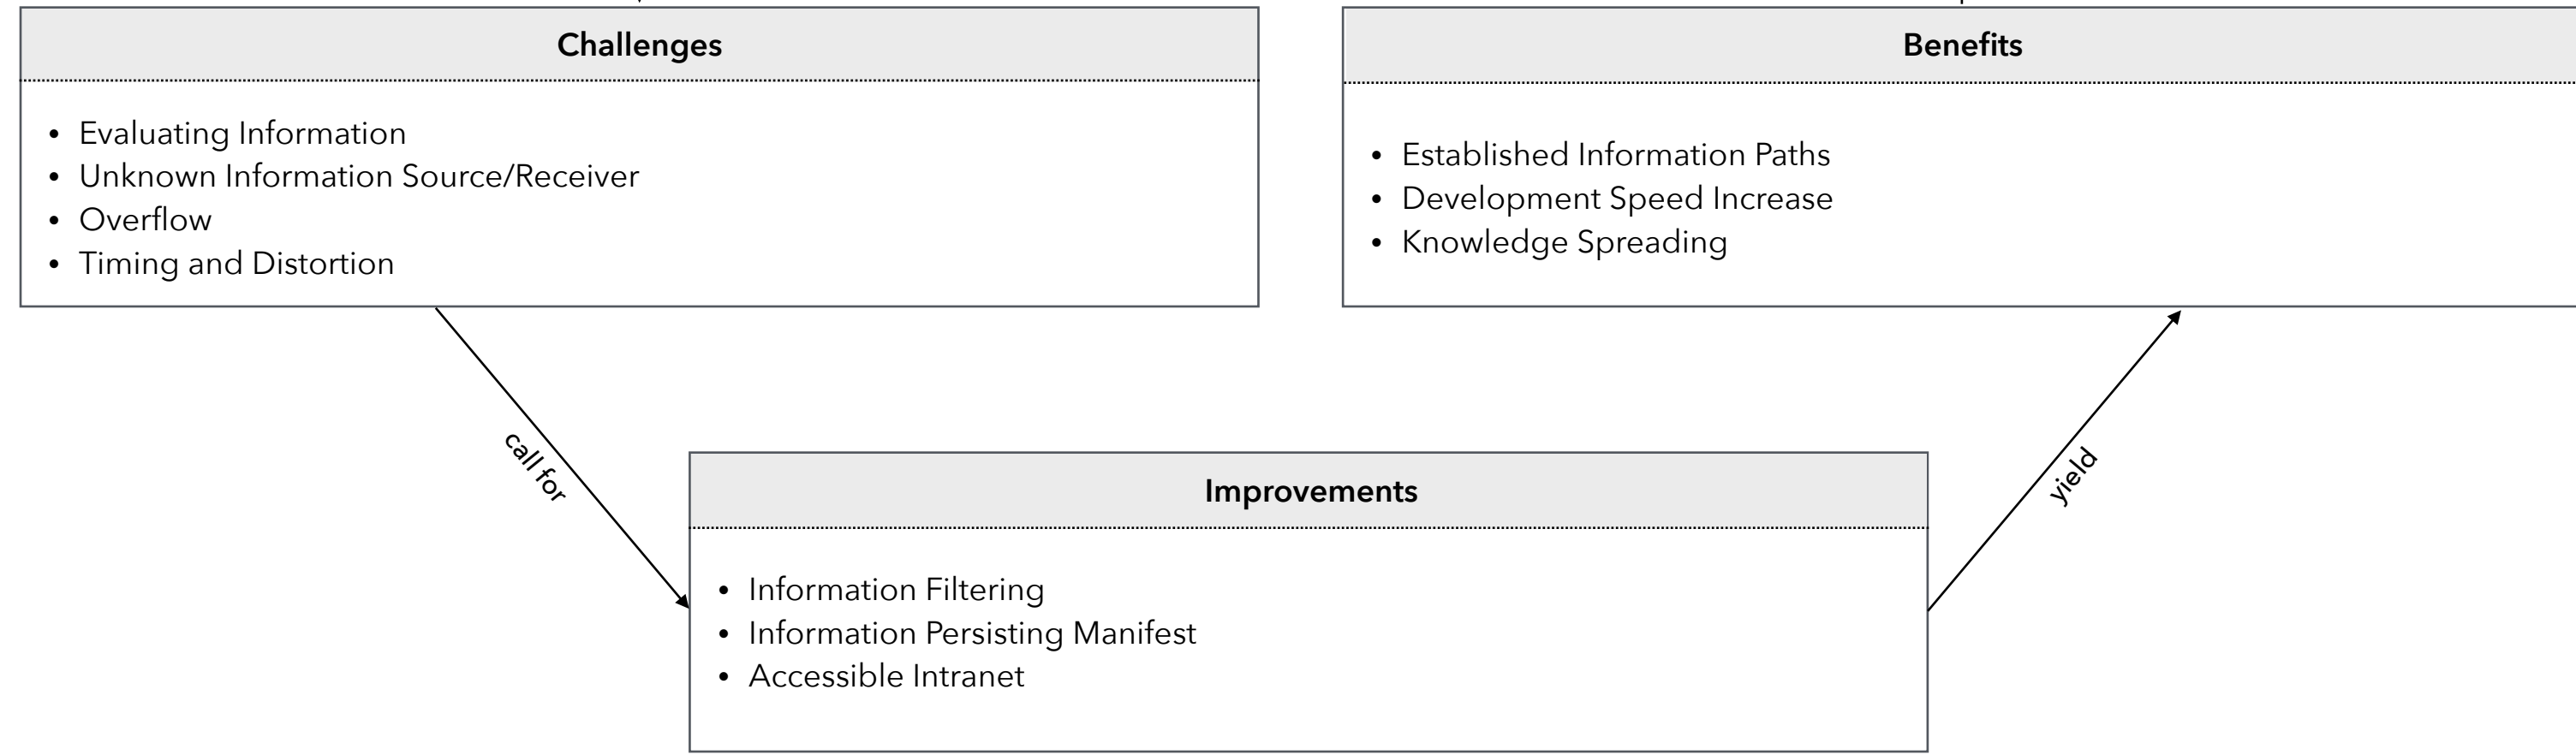 Challenges
• Evaluating Information
• Unknown Information Source/Receiver
• Overflow
• Timing and Distortion
Benefits
• Established Information Paths
• Development Speed Increase
• Knowledge Spreading
call for
yield
Improvements
• Information Filtering
• Information Persisting Manifest
• Accessible Intranet